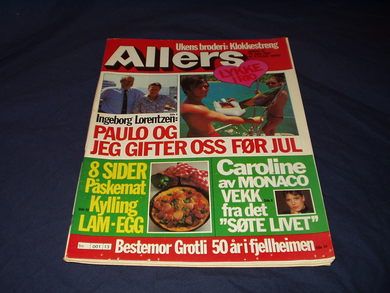 Ukens broderi: Klokkestreng
Allers
LYKKE
Ingeborg Lorentzen:
PAULO OG
JEG GIFTER OSS FØR JUL
8 SIDER
Påskemat
Kylling
LAM-EGG
Caroline
av MONACO
VEKK
fra det
"SØTE LIVET"
Bestemor Grotli 50 år i fjellheimen